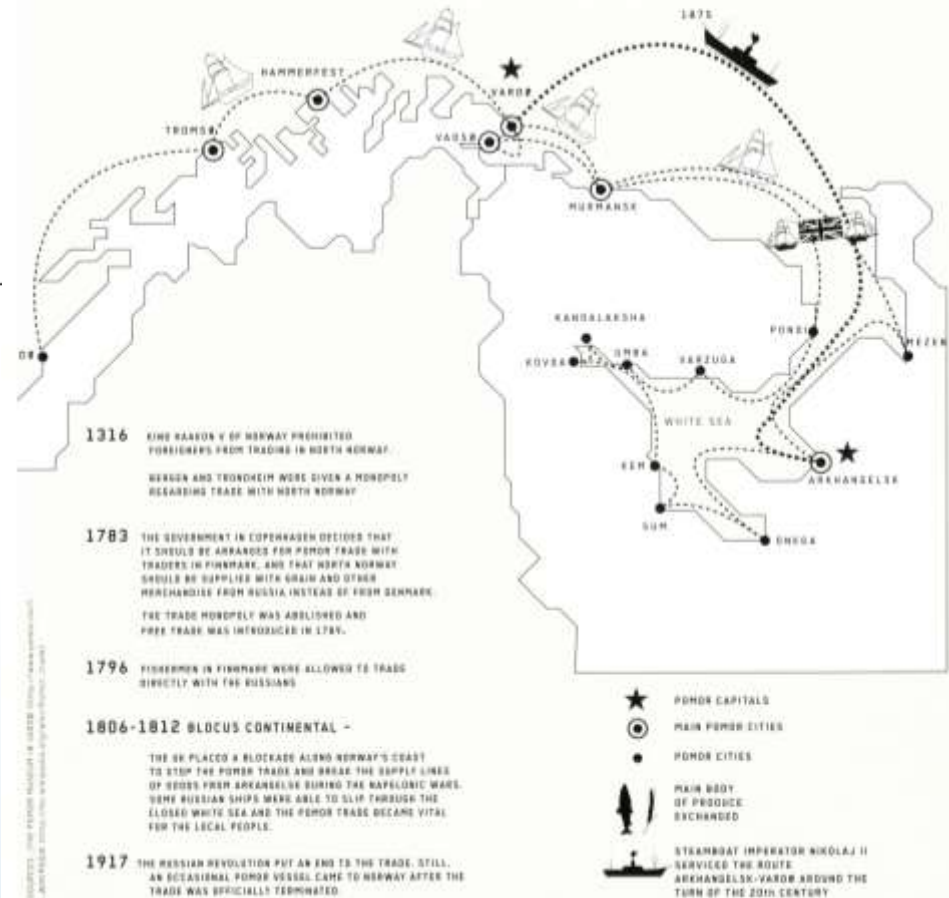 1875
HAMMERFEST
VARDØ
TROMSØ
VADSØ
MURMANSK
KANDALAKSHA
PONOI
MEZEN
DØ
KOVDA
UMBA
VARZUGA
WHITE SEA
KEM
ARKHANGELSK
SUM
ONEGA
1316 KING HAAKON V OF NORWAY PROHIBITED
FOREIGNERS FROM TRADING IN NORTH NORWAY.
BERGEN AND TRONDHEIM WERE GIVEN A MONOPOLY
REGARDING TRADE WITH NORTH NORWAY
1783 THE GOVERNMENT IN COPENHAGEN DECIDED THAT
IT SHOULD BE ARRANGED FOR POMOR TRADE WITH
TRADERS IN FINNMARK, AND THAT NORTH NORWAY
SHOULD BE SUPPLIED WITH GRAIN AND OTHER
MERCHANDISE FROM RUSSIA INSTEAD OF FROM DENMARK.
THE TRADE MONOPOLY WAS ABOLISHED AND
FREE TRADE WAS INTRODUCED IN 1789.
1796 FISHERMEN IN FINNMARK WERE ALLOWED TO TRADE
DIRECTLY WITH THE RUSSIANS
1806-1812 BLOCUS CONTINENTAL -
THE UK PLACED A BLOCKADE ALONG NORWAY'S COAST
TO STOP THE POMOR TRADE AND BREAK THE SUPPLY LINES
OF GOODS FROM ARKANGELSK DURING THE NAPELONIC WARS.
SOME RUSSIAN SHIPS WERE ABLE TO SLIP THROUGH THE
CLOSED WHITE SEA AND THE POMOR TRADE BECAME VITAL
FOR THE LOCAL PEOPLE.
1917 THE RUSSIAN REVOLUTION PUT AN END TO THE TRADE. STILL,
AN OCCASIONAL POMOR VESSEL CAME TO NORWAY AFTER THE
TRADE WAS OFFICIALLY TERMINATED
POMOR CAPITALS
MAIN POMOR CITIES
POMOR CITIES
MAIN BODY
OF PRODUCE
EXCHANGED
STEAMBOAT IMPERATOR NIKOLAJ II
SERVICED THE ROUTE
ARKHANGELSK-VARDØ AROUND THE
TURN OF THE 20th CENTURY